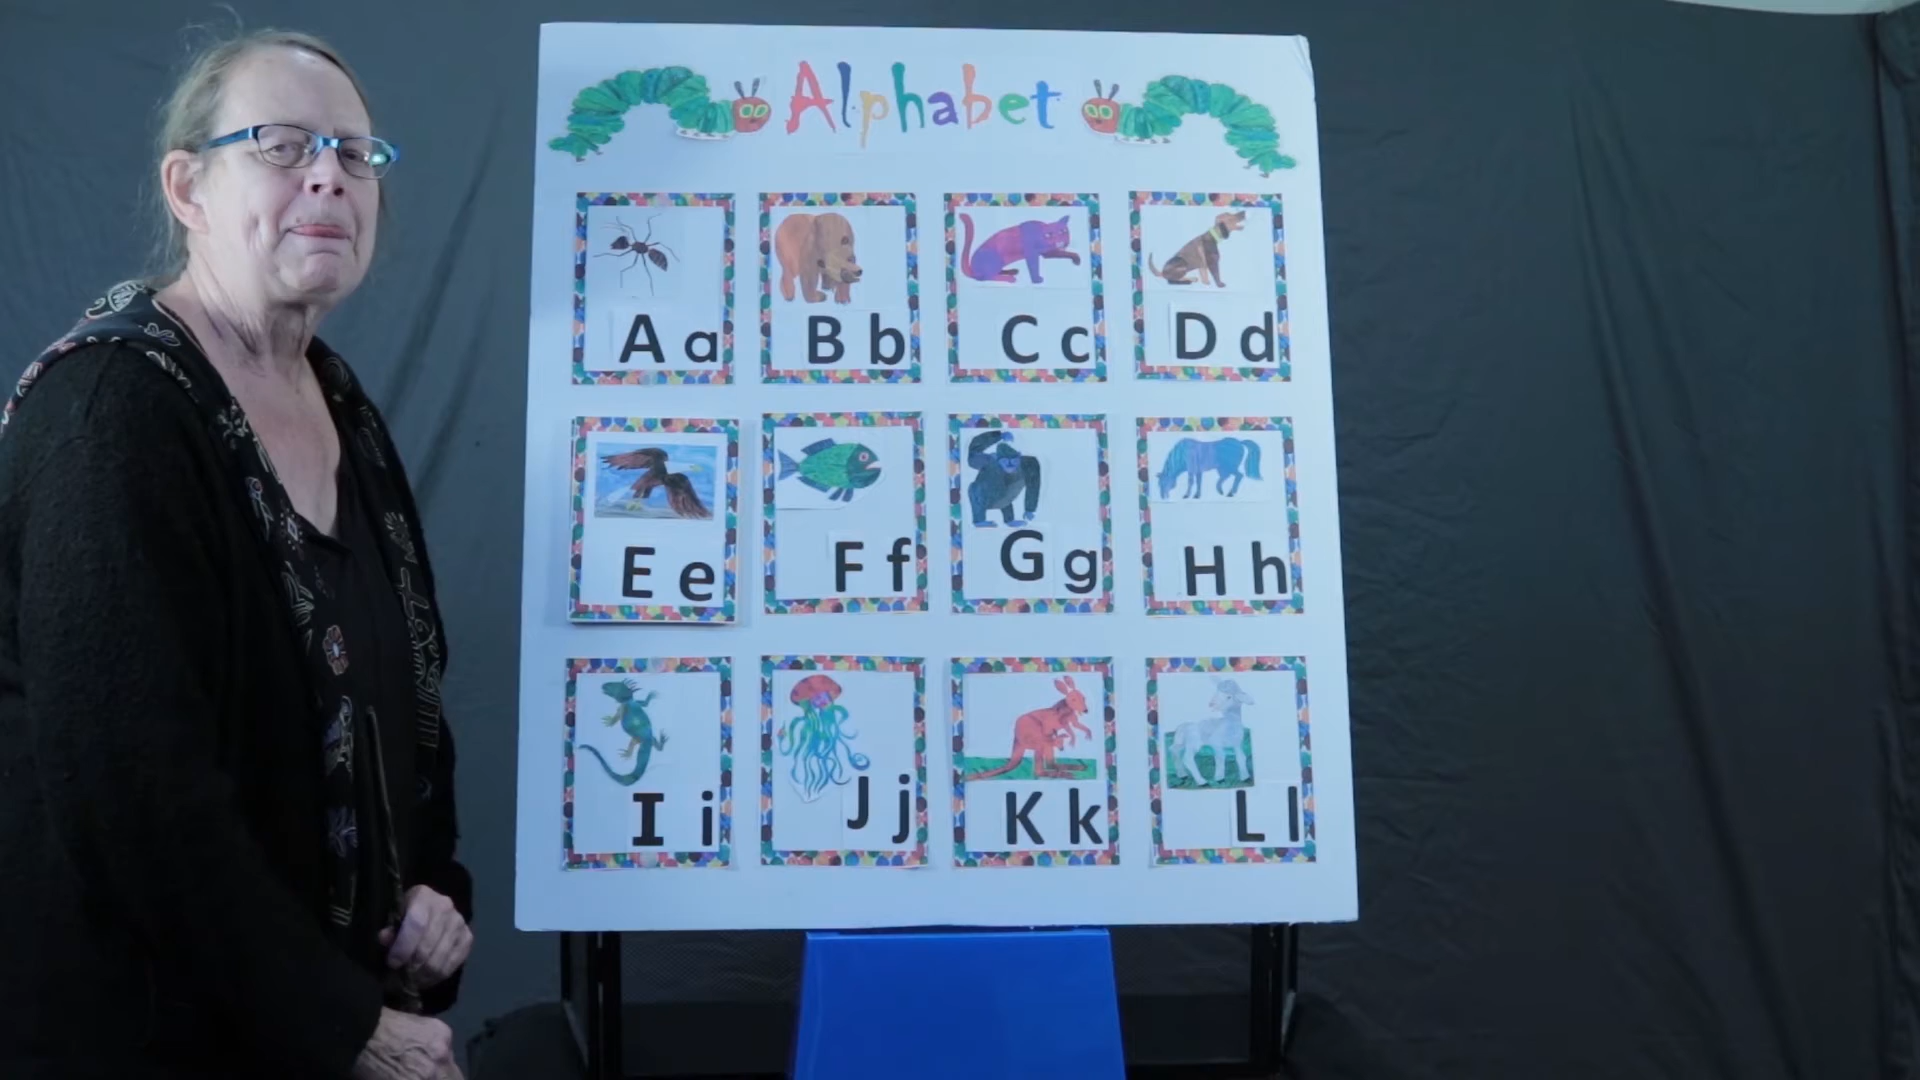 Alphabet
A a B b C c D d
E e F f G g H h
I i J j K k L l